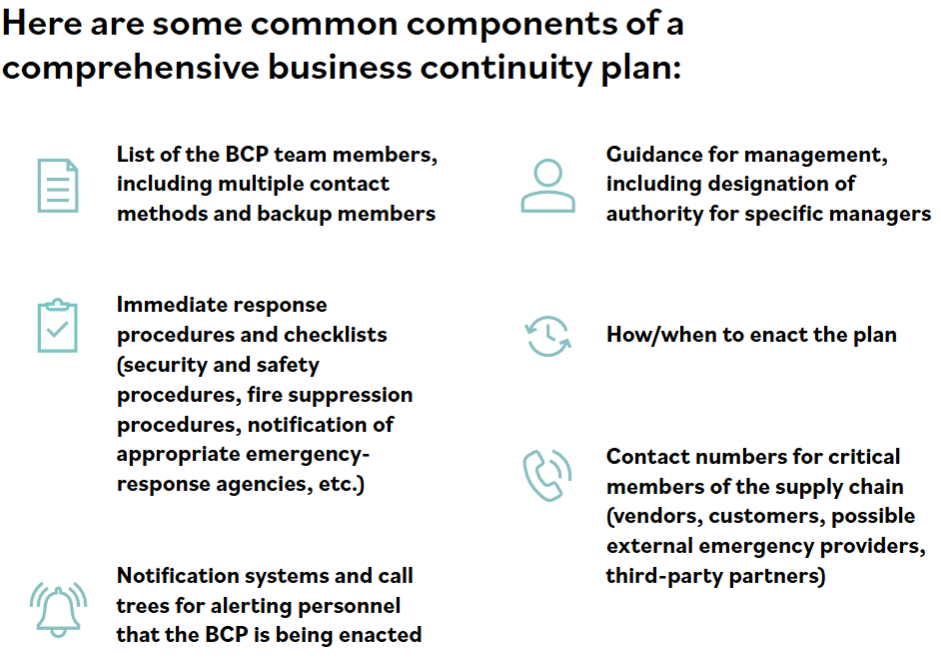 Here are some common components of a
comprehensive business continuity plan:
List of the BCP team members,
including multiple contact
methods and backup members
Immediate response
procedures and checklists
(security and safety
procedures, fire suppression
procedures, notification of
appropriate emergency-
response agencies, etc.)
Notification systems and call
trees for alerting personnel
that the BCP is being enacted
Guidance for management,
including designation of
authority for specific managers
How/when to enact the plan
Contact numbers for critical
members of the supply chain
(vendors, customers, possible
external emergency providers,
third-party partners)